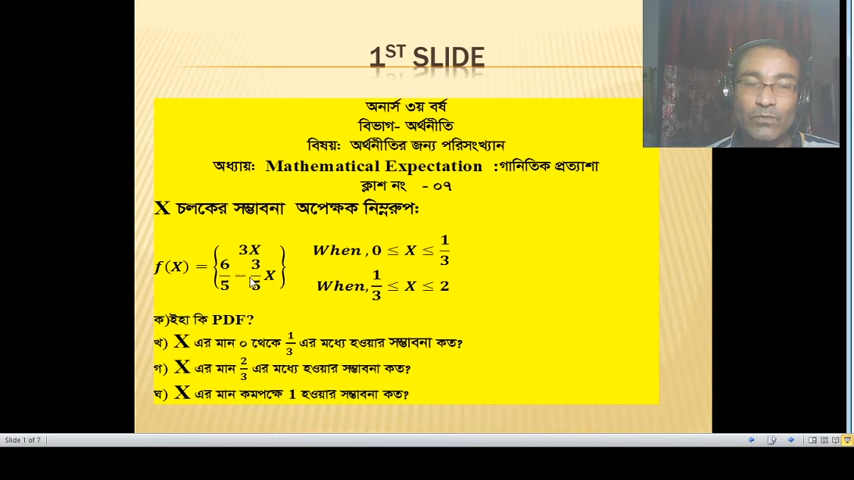 1ST SLIDE
অনার্স ৩য় বর্ষ
বিভাগ- অর্থনীতি
বিষয়: অর্থনীতির জন্য পরিসংখ্যান
অধ্যায়: Mathematical Expectation :গানিতিক প্রত্যাশা
ক্লাশ নং - ০৭
X চলকের সম্ভাবনা অপেক্ষক নিম্নরুপ:
f(X) = { 3X When, 0 ≤ X ≤ 1/3
6/5 − 3/5 X } When, 1/3 ≤ X ≤ 2
ক)ইহা কি PDF?
খ) X এর মান ০ থেকে 1/3 এর মধ্যে হওয়ার সম্ভাবনা কত?
গ) X এর মান 2/3 এর মধ্যে হওয়ার সম্ভাবনা কত?
ঘ) X এর মান কমপক্ষে 1 হওয়ার সম্ভাবনা কত?
Slide 1 of 7